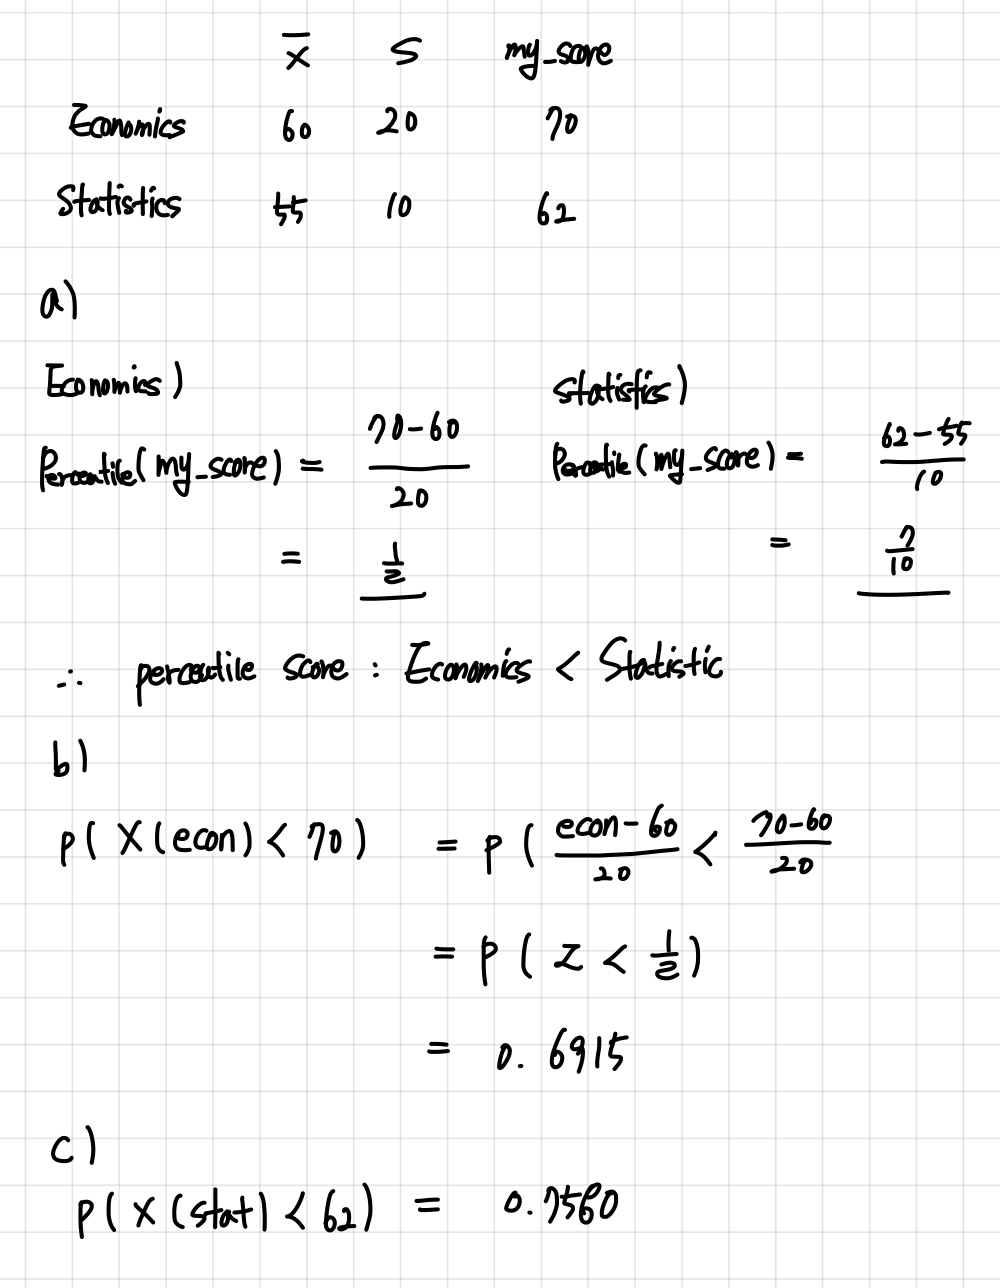 x̄ S my_score
Economics 60 20 70
Statistics 55 10 62
a)
Economics)
Percentile(my_score) = (70-60)/20
= 1/2
Statistics)
Percentile(my_score) = (62-55)/10
= 7/10
∴ percentile score : Economics < Statistic
b)
P( X(econ) < 70) = P( (econ-60)/20 < (70-60)/20
= P( Z < 1/2)
= 0.6915
c)
P( X(stat) < 62) = 0.7580